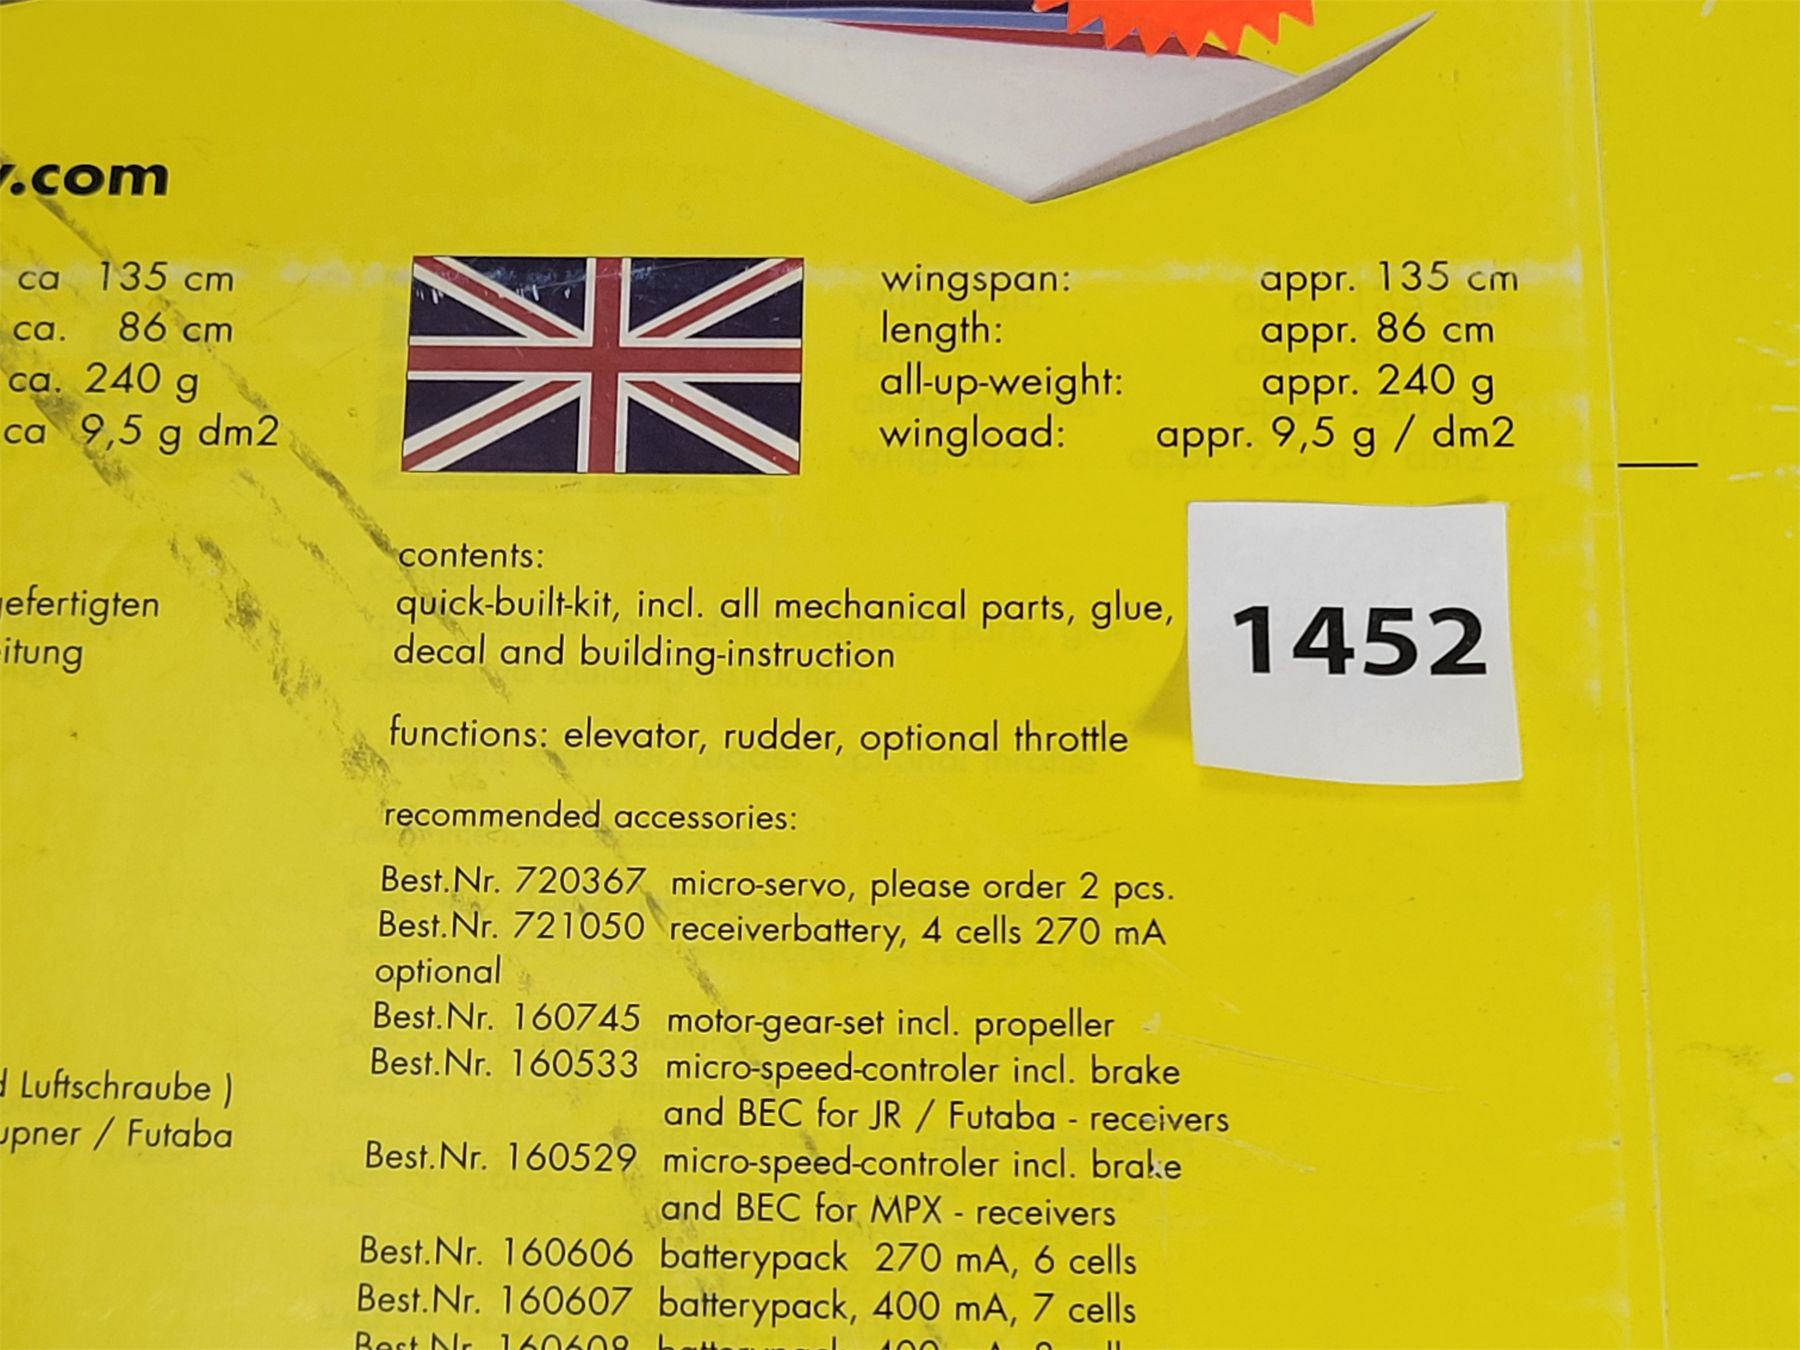 .com
ca 135 cm
ca. 86 cm
ca. 240 g
ca 9,5 g dm2
wingspan: appr. 135 cm
length: appr. 86 cm
all-up-weight: appr. 240 g
wingload: appr. 9,5 g / dm2
efertigten
itung
Luftschraube )
upner / Futaba
contents:
quick-built-kit, incl. all mechanical parts, glue,
decal and building-instruction
1452
functions: elevator, rudder, optional throttle
recommended accessories:
Best.Nr. 720367 micro-servo, please order 2 pcs.
Best.Nr. 721050 receiverbattery, 4 cells 270 mA
optional
Best.Nr. 160745 motor-gear-set incl. propeller
Best.Nr. 160533 micro-speed-controler incl. brake
and BEC for JR / Futaba - receivers
Best.Nr. 160529 micro-speed-controler incl. brake
and BEC for MPX - receivers
Best.Nr. 160606 batterypack 270 mA, 6 cells
Best.Nr. 160607 batterypack, 400 mA, 7 cells
Best.Nr. 160608